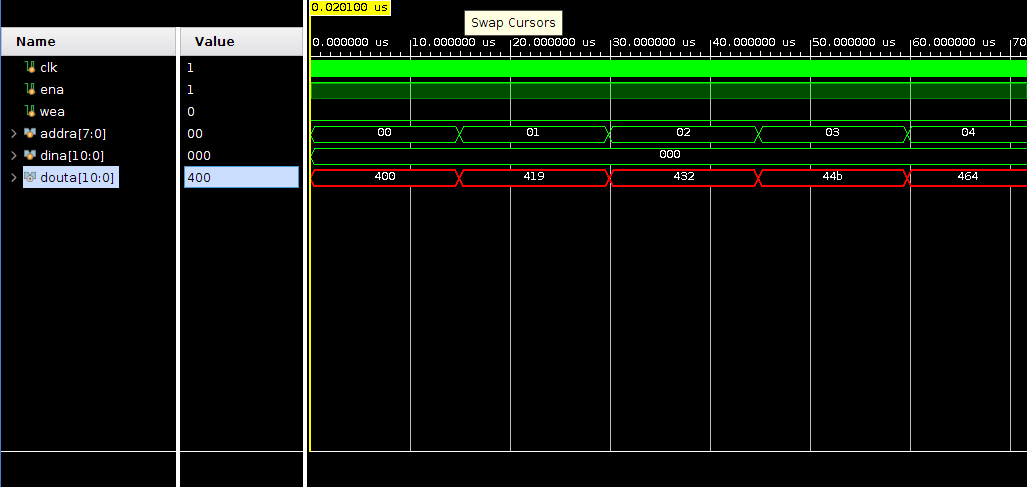 0.020100 us
Swap Cursors
Name Value
0.000000 us 10.000000 us 20.000000 us 30.000000 us 40.000000 us 50.000000 us 60.000000 us 70
clk 1
ena 1
wea 0
addra[7:0] 00 00 01 02 03 04
dina[10:0] 000 000
douta[10:0] 400 400 419 432 44b 464